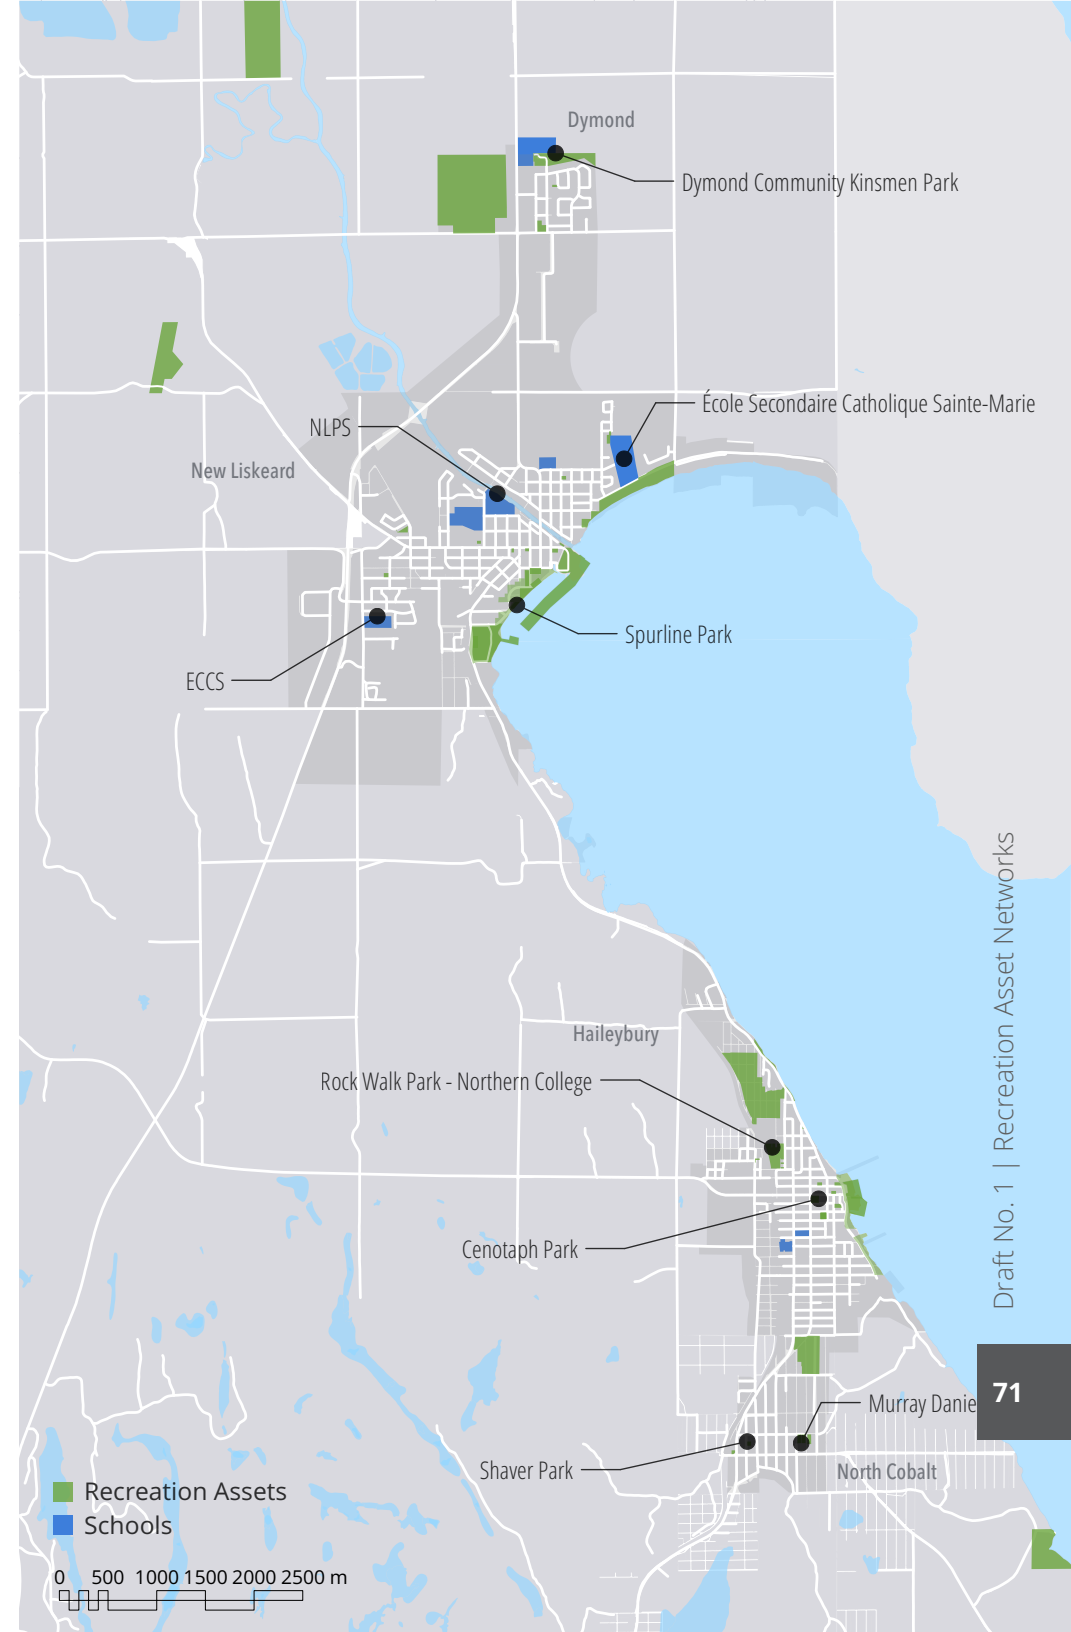 Dymond
Dymond Community Kinsmen Park
École Secondaire Catholique Sainte-Marie
NLPS
New Liskeard
Spurline Park
ECCS
Haileybury
Rock Walk Park - Northern College
Cenotaph Park
Murray Danie
Shaver Park
North Cobalt
Recreation Assets
Schools
0 500 1000 1500 2000 2500 m
Draft No. 1 | Recreation Asset Networks
71